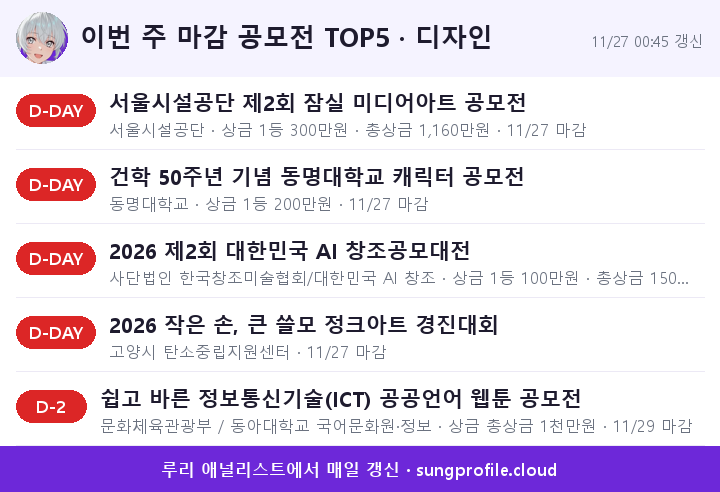 이번 주 마감 공모전 TOP5 · 디자인
11/27 00:45 갱신
D-DAY
서울시설공단 제2회 잠실 미디어아트 공모전
서울시설공단 · 상금 1등 300만원 · 총상금 1,160만원 · 11/27 마감
D-DAY
건학 50주년 기념 동명대학교 캐릭터 공모전
동명대학교 · 상금 1등 200만원 · 11/27 마감
D-DAY
2026 제2회 대한민국 AI 창조공모대전
사단법인 한국창조미술협회/대한민국 AI 창조 · 상금 1등 100만원 · 총상금 150...
D-DAY
2026 작은 손, 큰 쓸모 정크아트 경진대회
고양시 탄소중립지원센터 · 11/27 마감
D-2
쉽고 바른 정보통신기술(ICT) 공공언어 웹툰 공모전
문화체육관광부 / 동아대학교 국어문화원·정보 · 상금 총상금 1천만원 · 11/29 마감
루리 애널리스트에서 매일 갱신 · sungprofile.cloud